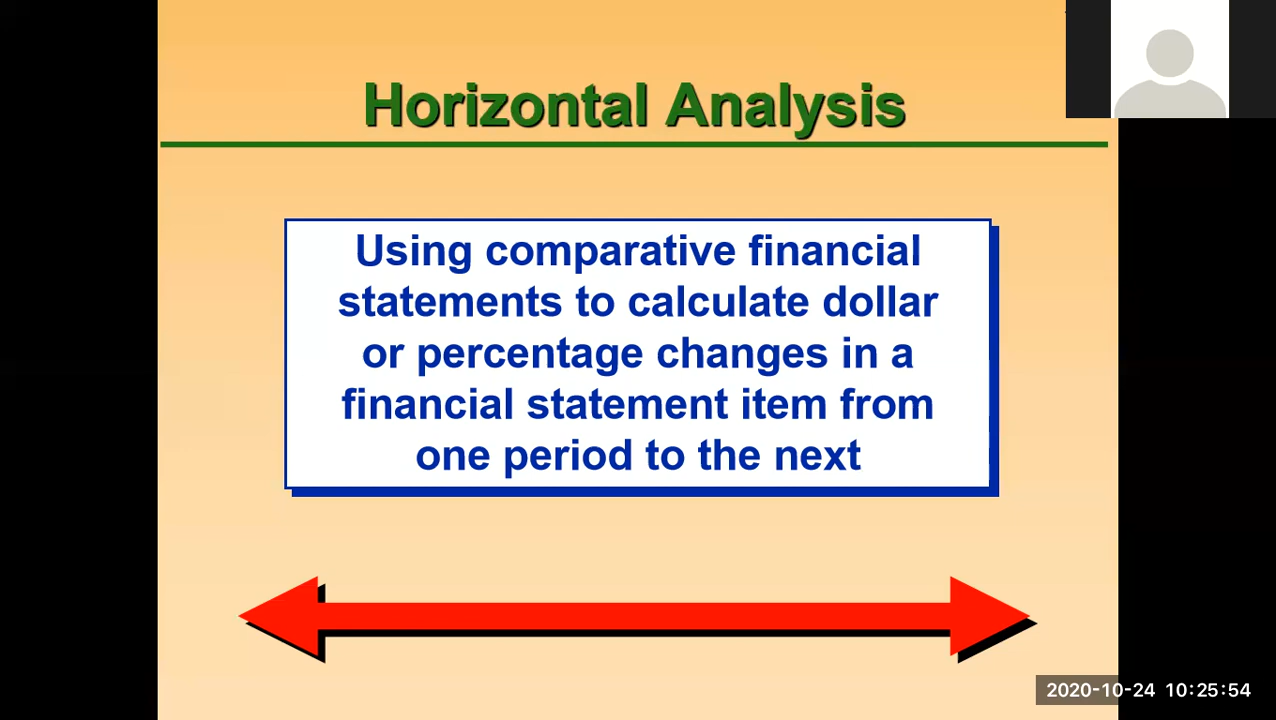 Horizontal Analysis
Using comparative financial
statements to calculate dollar
or percentage changes in a
financial statement item from
one period to the next
2020-10-24 10:25:54